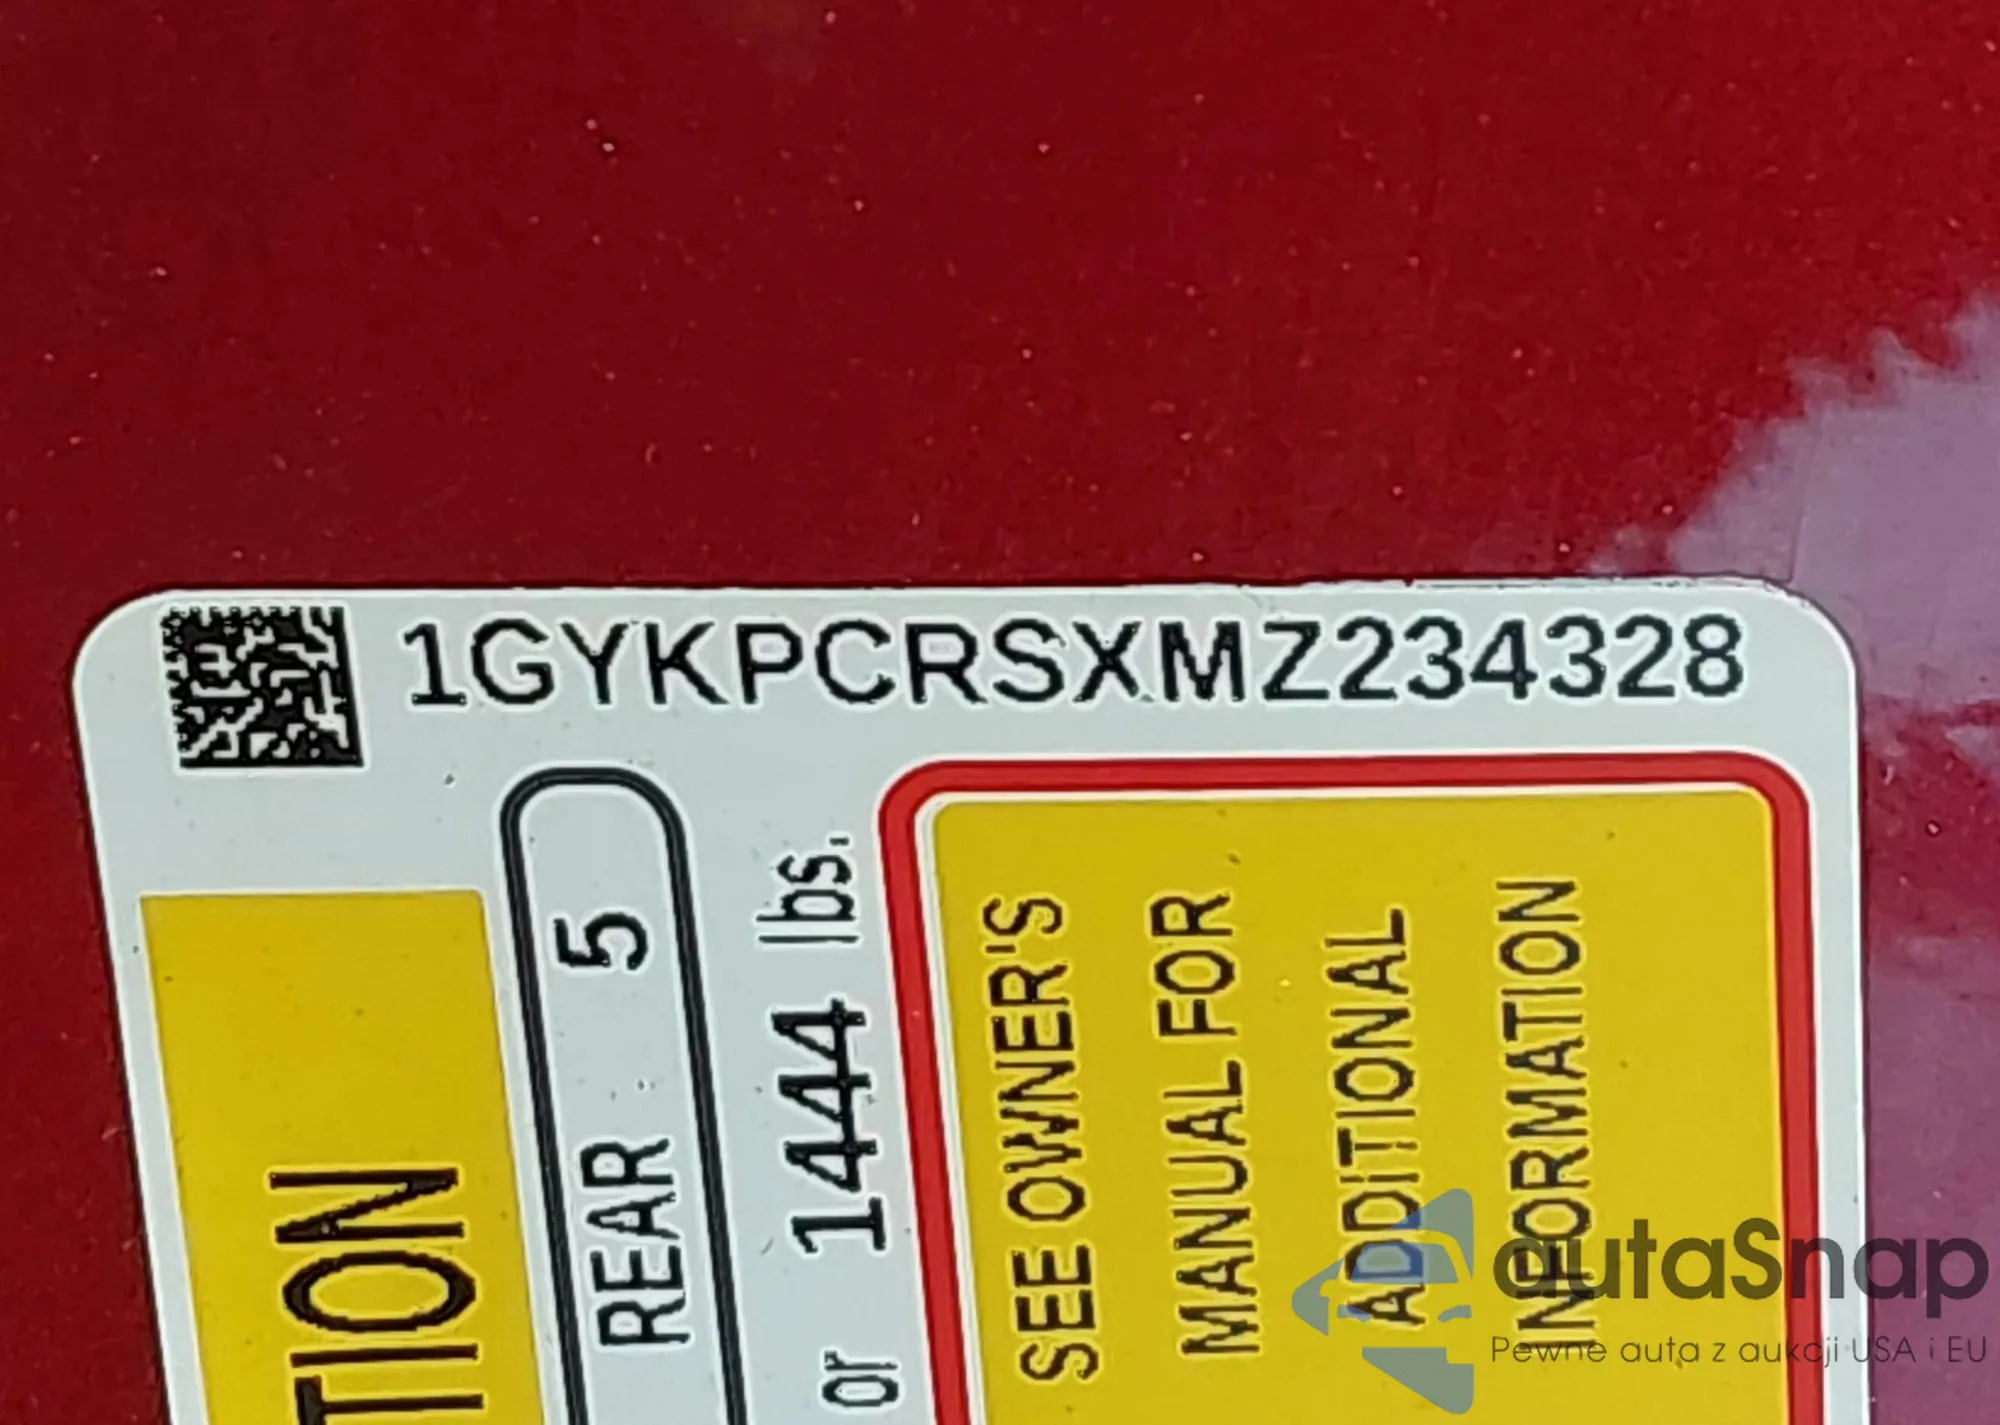 1GYKPCRSXMZ234328
TION
REAR 5
or 1444 lbs.
SEE OWNER'S
MANUAL FOR
ADDITIONAL
INFORMATION
autaSnap
Pewne auta z aukcji USA i EU